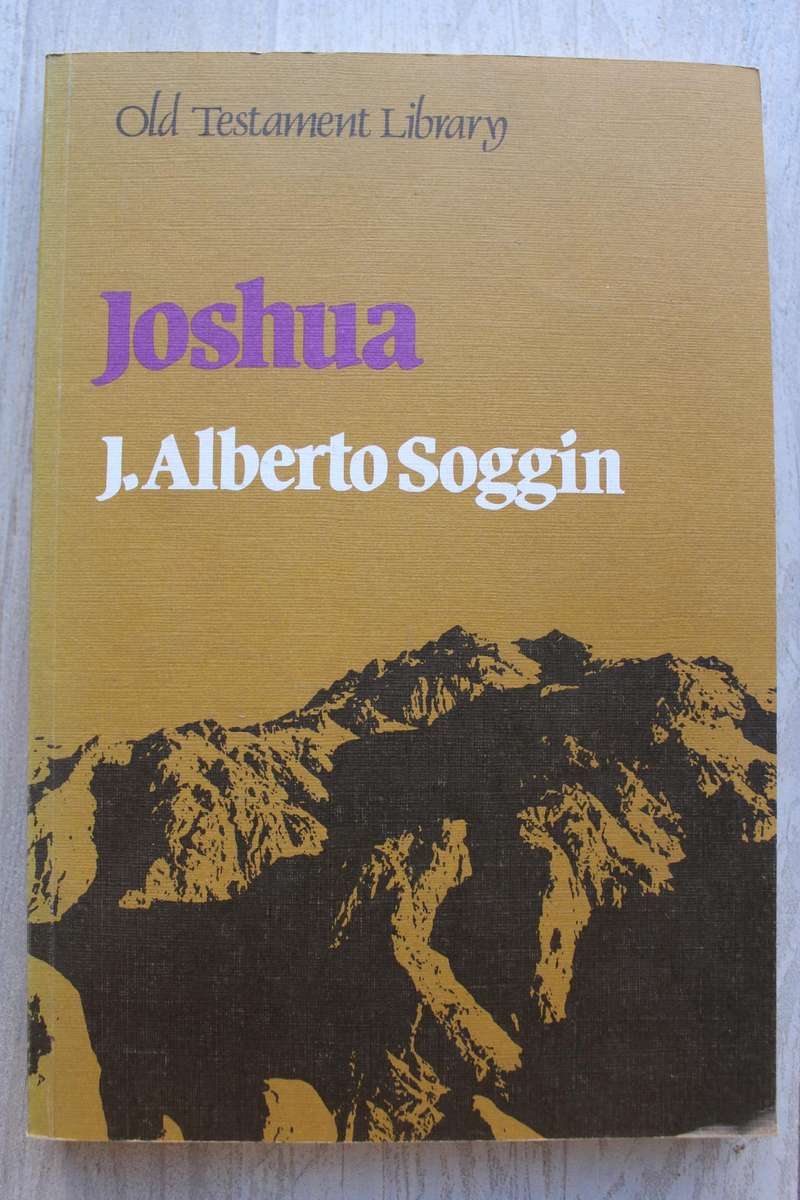 Old Testament Library
Joshua
J. Alberto Soggin